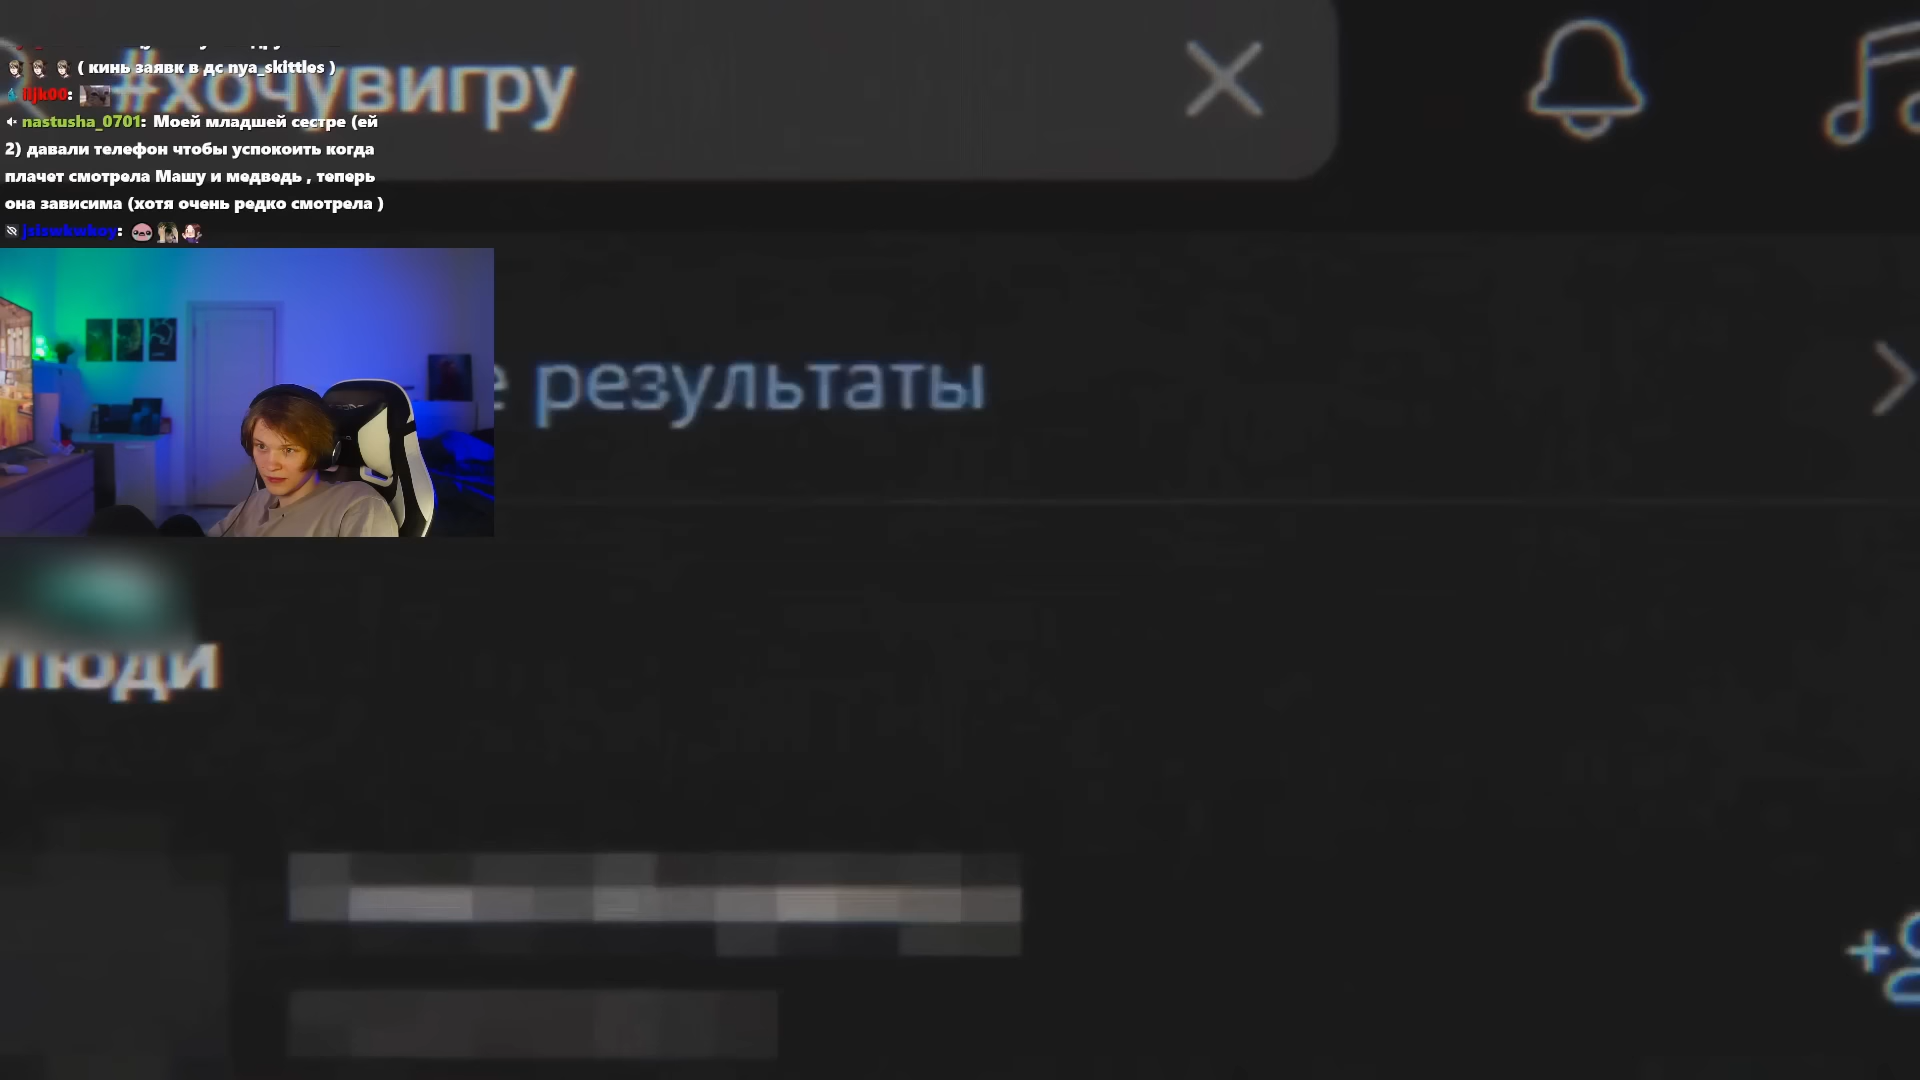 ( кинь заявк в дс nya_skittles )
iljk00:
#хочувигру
nastusha_0701: Моей младшей сестре (ей
2) давали телефон чтобы успокоить когда
плачет смотрела Машу и медведь , теперь
она зависима (хотя очень редко смотрела )
jsiswkwkoy:
е результаты
люди